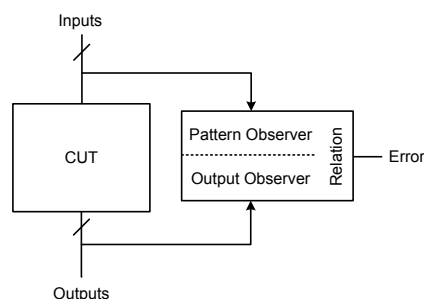 Inputs
CUT
Pattern Observer
Output Observer
Relation
Error
Outputs